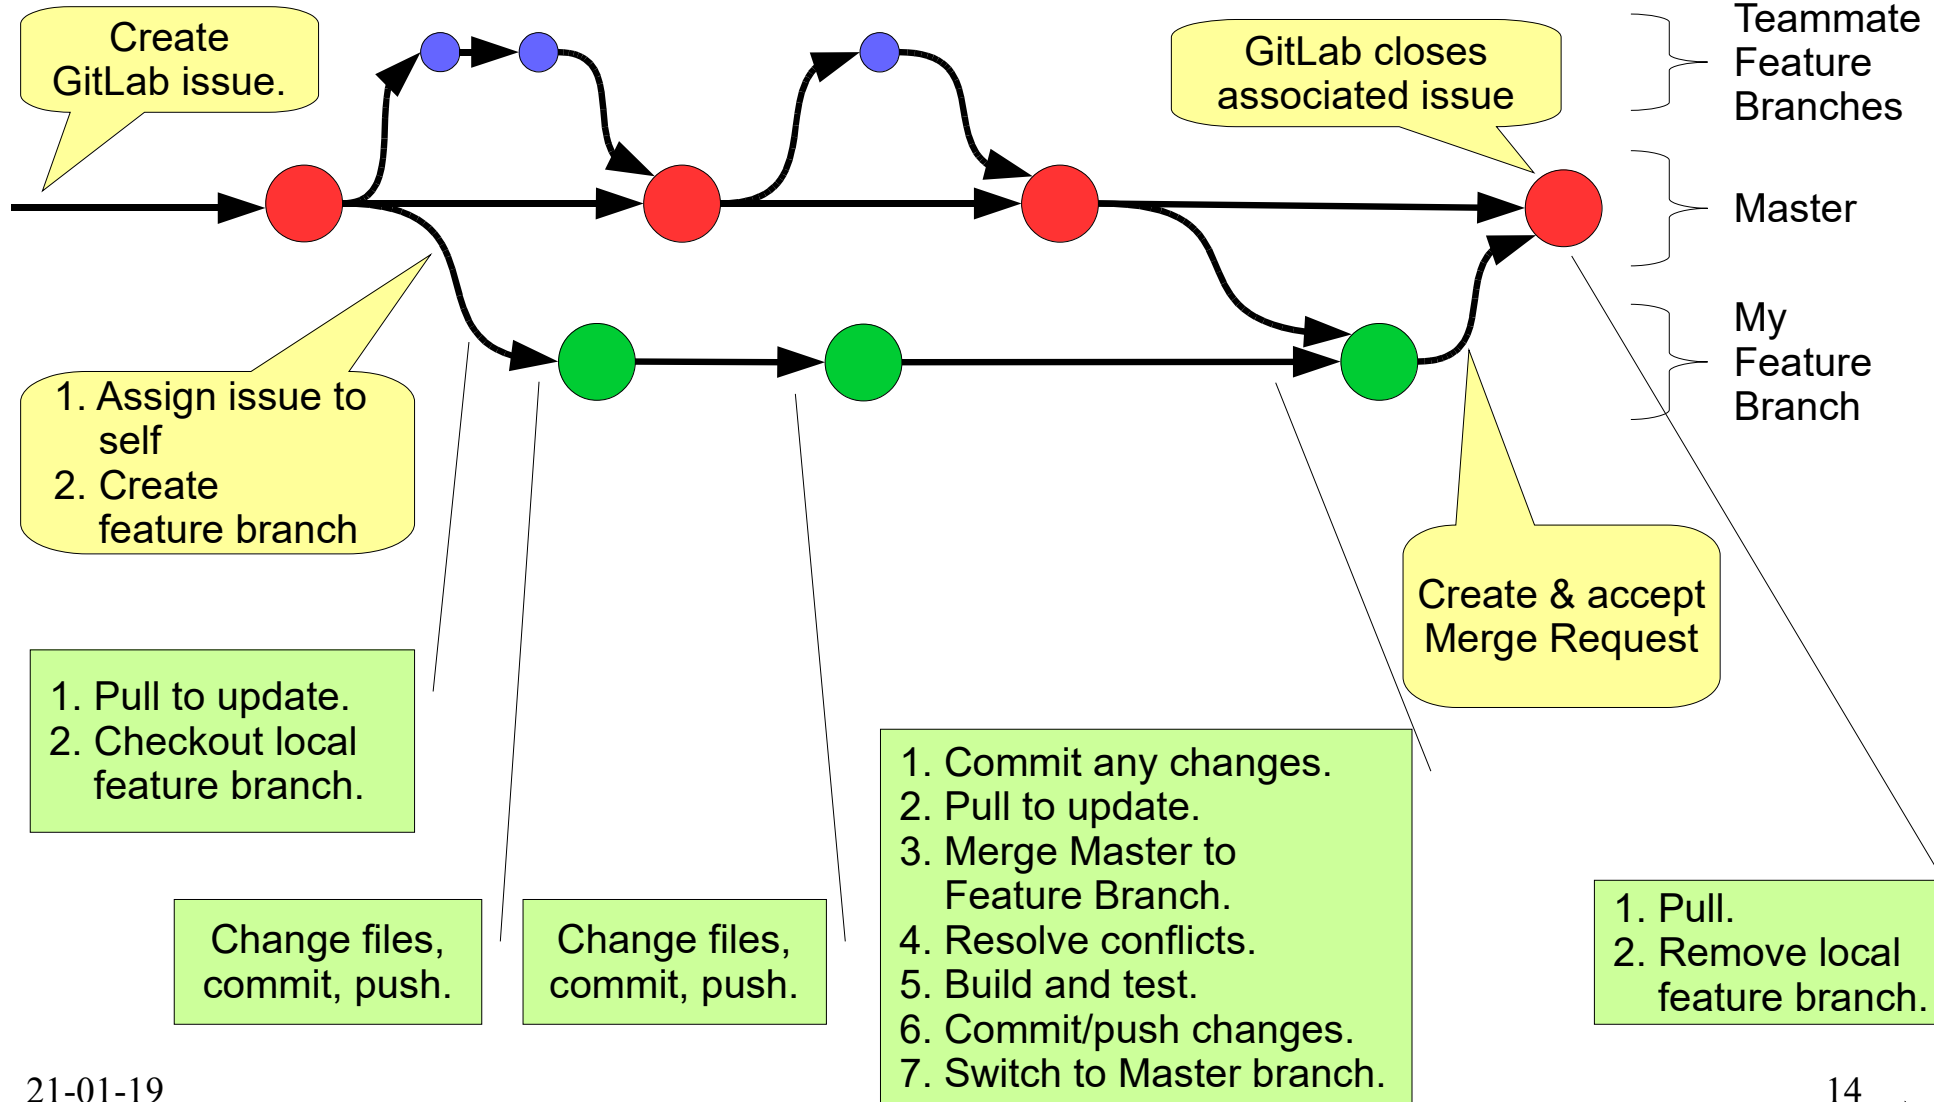 Create
GitLab issue.
GitLab closes
associated issue
Teammate
Feature
Branches
Master
My
Feature
Branch
1. Assign issue to
self
2. Create
feature branch
Create & accept
Merge Request
1. Pull to update.
2. Checkout local
feature branch.
Change files,
commit, push.
Change files,
commit, push.
1. Commit any changes.
2. Pull to update.
3. Merge Master to
Feature Branch.
4. Resolve conflicts.
5. Build and test.
6. Commit/push changes.
7. Switch to Master branch.
1. Pull.
2. Remove local
feature branch.
21-01-19
14